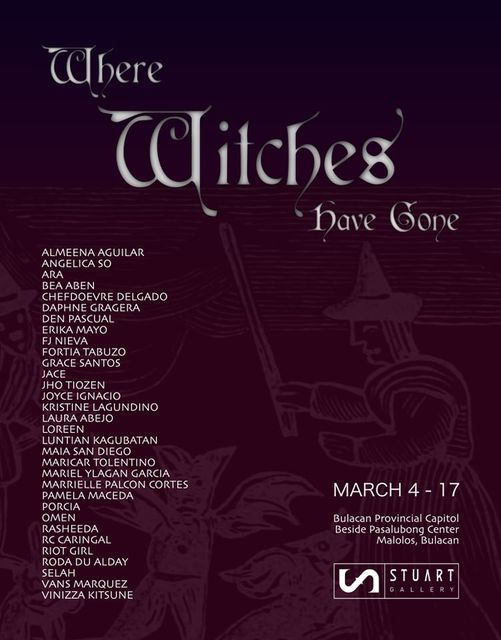 Where
Witches
Have Gone
ALMEENA AGUILAR
ANGELICA SO
ARA
BEA ABEN
CHEFDOEVRE DELGADO
DAPHNE GRAGERA
DEN PASCUAL
ERIKA MAYO
FJ NIEVA
FORTIA TABUZO
GRACE SANTOS
JACE
JHO TIOZEN
JOYCE IGNACIO
KRISTINE LAGUNDINO
LAURA ABEJO
LOREEN
LUNTIAN KAGUBATAN
MAIA SAN DIEGO
MARICAR TOLENTINO
MARIEL YLAGAN GARCIA
MARRIELLE PALCON CORTES
PAMELA MACEDA
PORCIA
OMEN
RASHEEDA
RC CARINGAL
RIOT GIRL
RODA DU ALDAY
SELAH
VANS MARQUEZ
VINIZZA KITSUNE
MARCH 4 - 17
Bulacan Provincial Capitol
Beside Pasalubong Center
Malolos, Bulacan
STUART
GALLERY